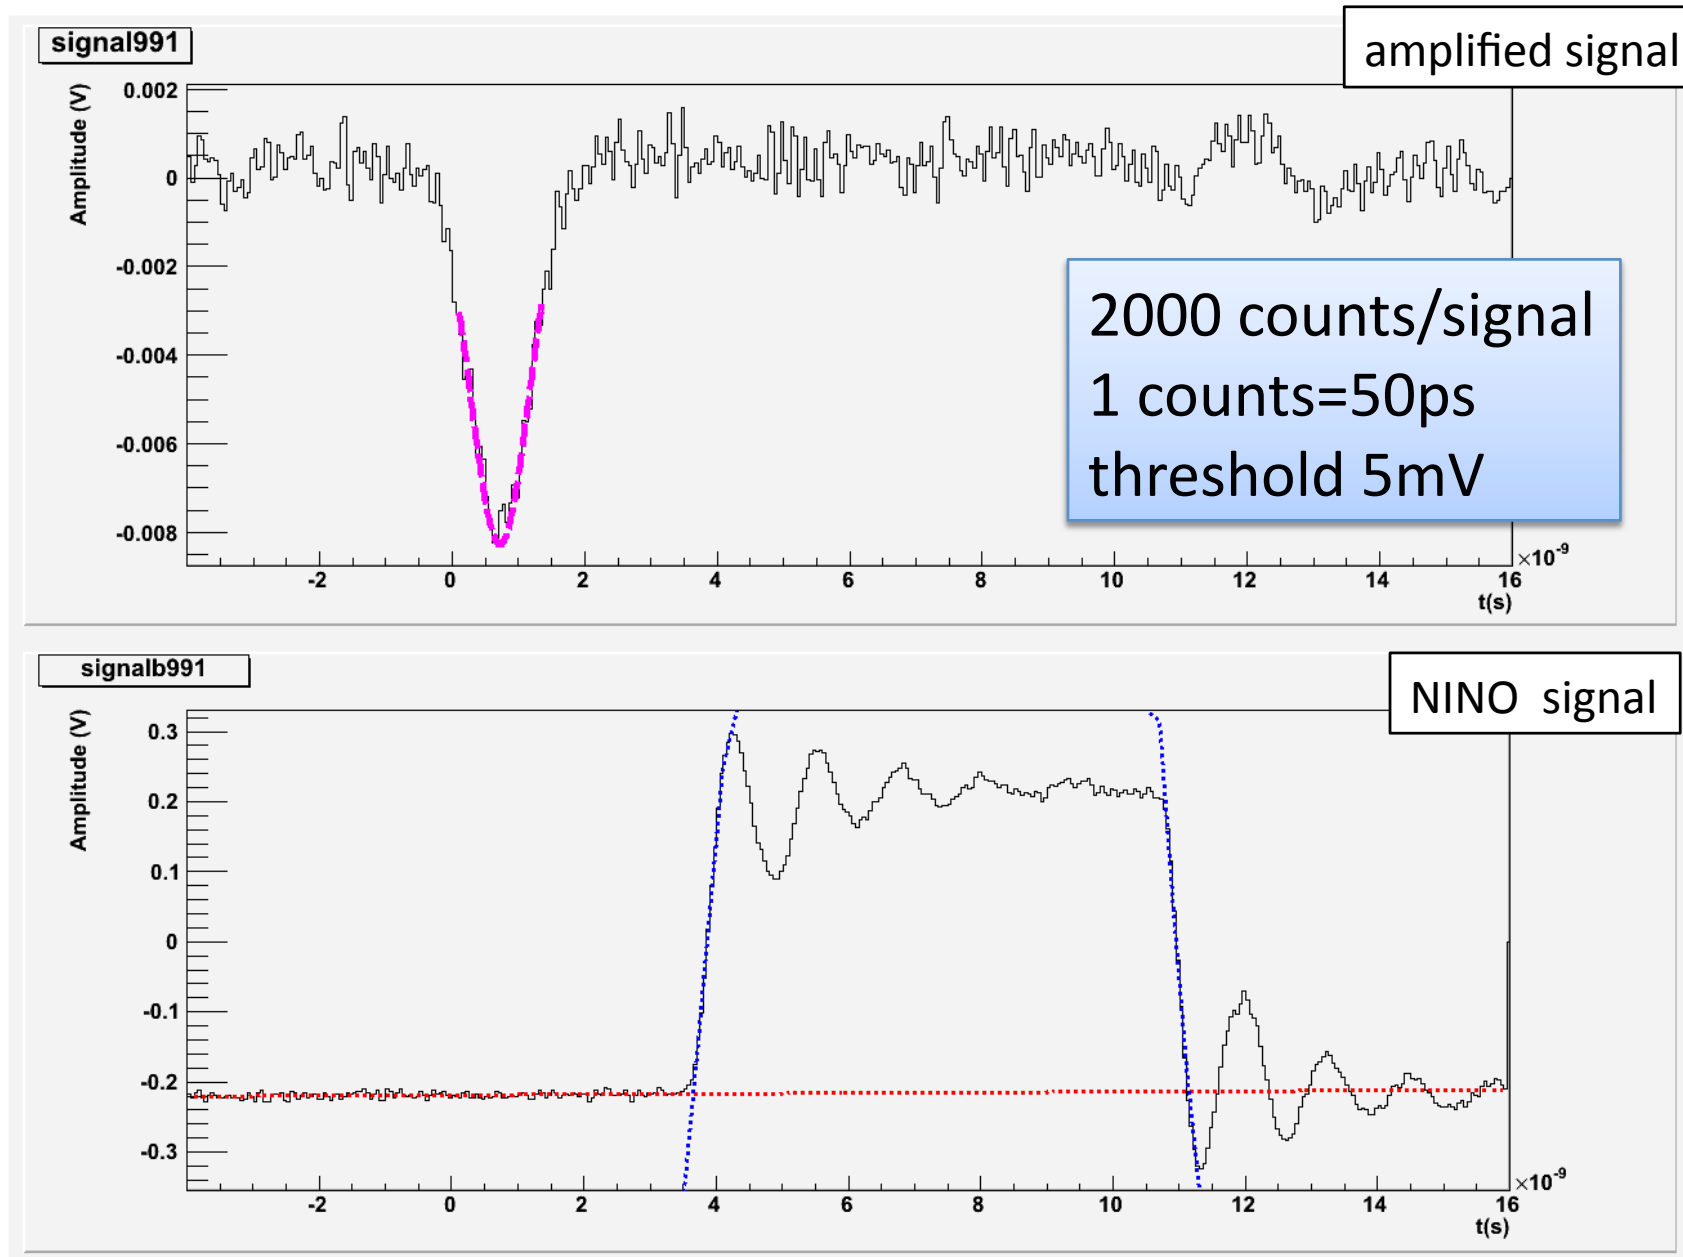 signal991
amplified signal
Amplitude (V)
0.002
0
-0.002
-0.004
-0.006
-0.008
2000 counts/signal
1 counts=50ps
threshold 5mV
-2 0 2 4 6 8 10 12 14 16
×10-9
t(s)
signalb991
NINO signal
Amplitude (V)
0.3
0.2
0.1
0
-0.1
-0.2
-0.3
-2 0 2 4 6 8 10 12 14 16
×10-9
t(s)